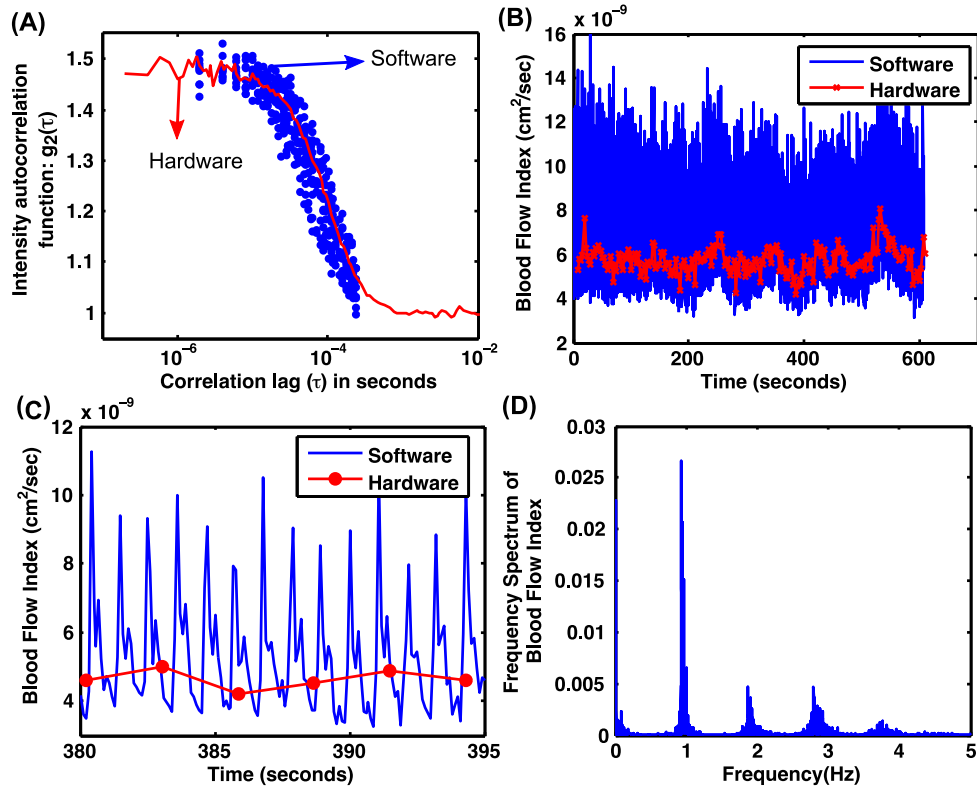 (A)
Intensity autocorrelation
function: g2(τ)
1.5
1.4
1.3
1.2
1.1
1
Software
Hardware
10−6
10−4
10−2
Correlation lag (τ) in seconds
(B)
x 10−9
Blood Flow Index (cm2/sec)
16
14
12
10
8
6
4
2
Software
Hardware
0
200
400
600
Time (seconds)
(C)
x 10−9
Blood Flow Index (cm2/sec)
12
10
8
6
4
Software
Hardware
380
385
390
395
Time (seconds)
(D)
Frequency Spectrum of
Blood Flow Index
0.03
0.025
0.02
0.015
0.01
0.005
0
0
1
2
3
4
5
Frequency(Hz)